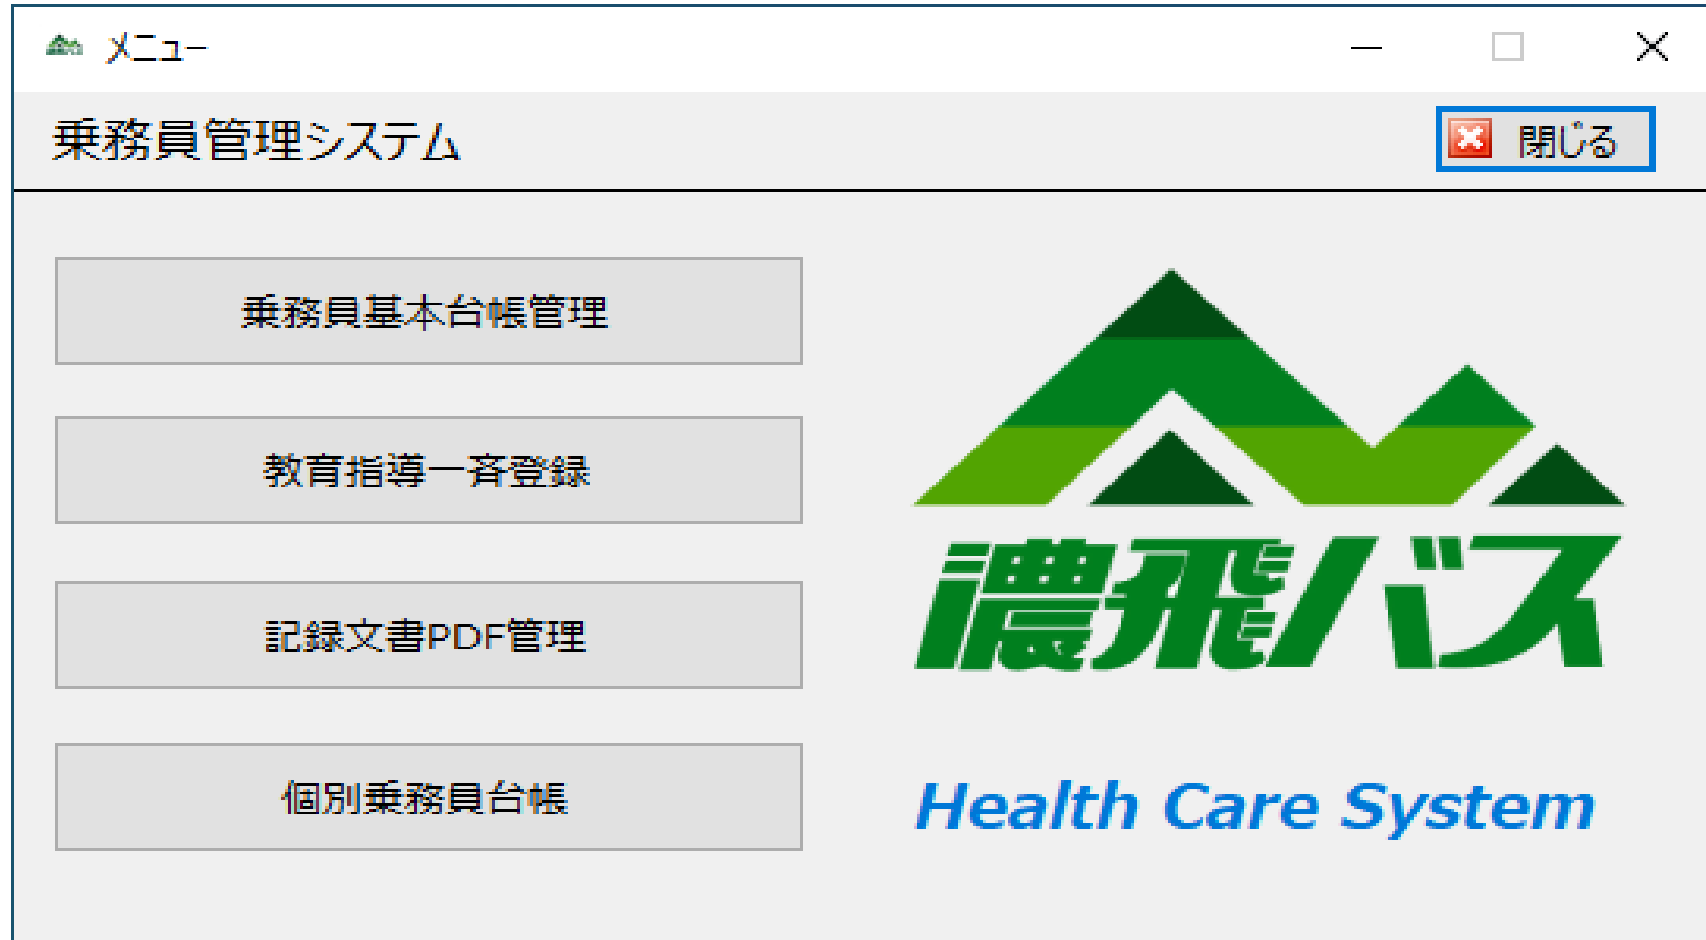 メニュー
乗務員管理システム
閉じる
乗務員基本台帳管理
教育指導一斉登録
記録文書PDF管理
個別乗務員台帳
濃飛バス
Health Care System